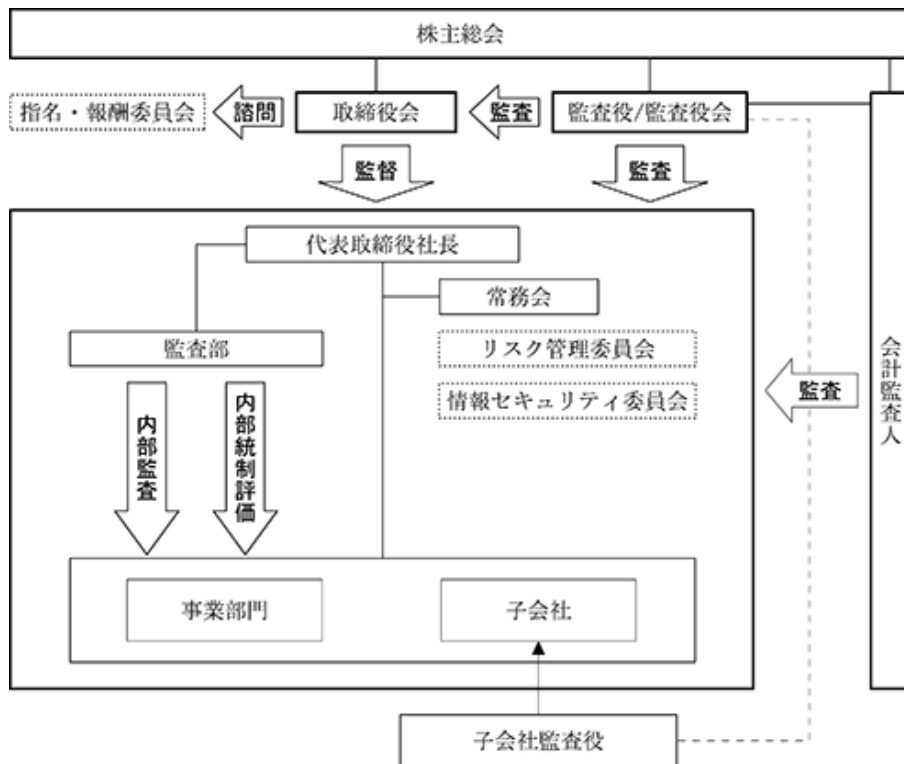 株主総会
指名・報酬委員会
諮問
取締役会
監査
監査役/監査役会
監督
監査
代表取締役社長
常務会
監査部
リスク管理委員会
情報セキュリティ委員会
監査
会計監査人
内部監査
内部統制評価
事業部門
子会社
子会社監査役